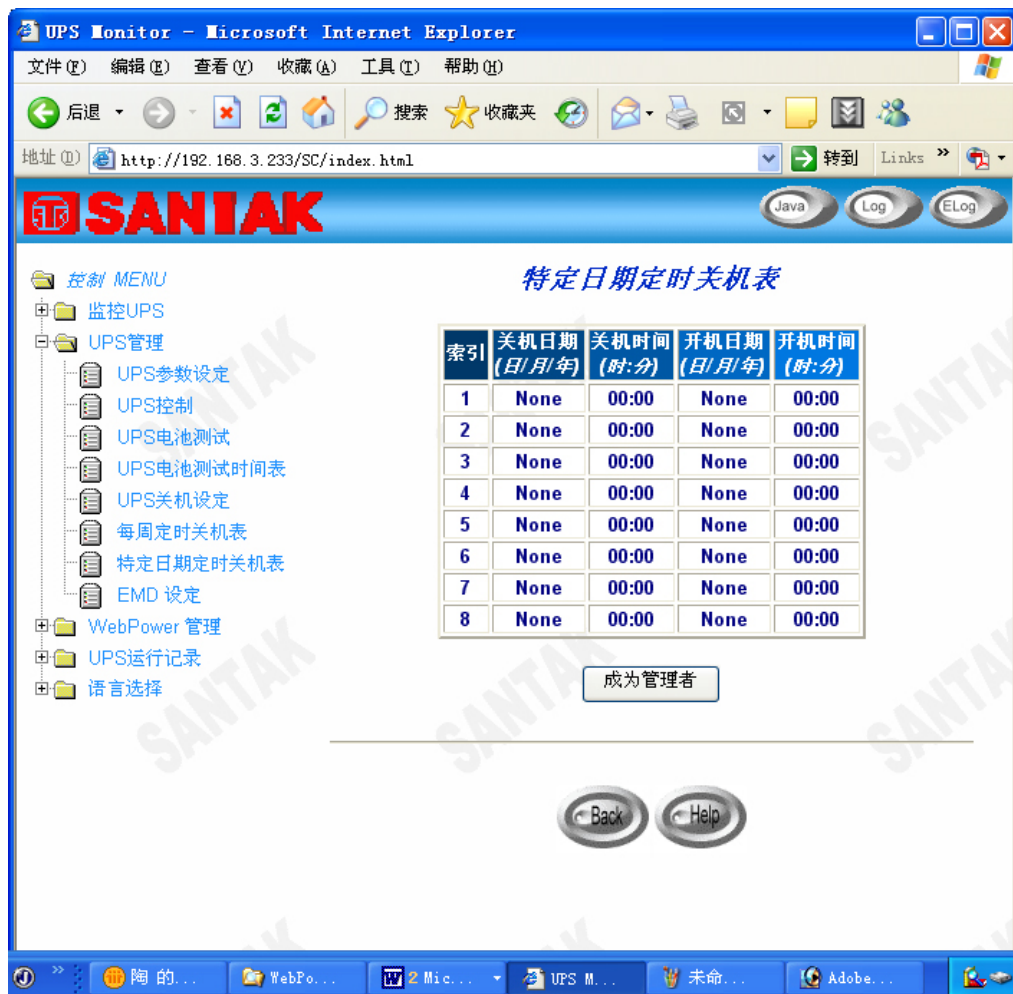 UPS Monitor - Microsoft Internet Explorer
文件(F) 编辑(E) 查看(V) 收藏(A) 工具(T) 帮助(H)
后退 搜索 收藏夹
地址(D) http://192.168.3.233/SC/index.html 转到 Links »
SANTAK Java Log ELog
控制 MENU
监控UPS
UPS管理
UPS参数设定
UPS控制
UPS电池测试
UPS电池测试时间表
UPS关机设定
每周定时关机表
特定日期定时关机表
EMD 设定
WebPower 管理
UPS运行记录
语言选择
特定日期定时关机表
索引 关机日期(日/月/年) 关机时间(时:分) 开机日期(日/月/年) 开机时间(时:分)
1 None 00:00 None 00:00
2 None 00:00 None 00:00
3 None 00:00 None 00:00
4 None 00:00 None 00:00
5 None 00:00 None 00:00
6 None 00:00 None 00:00
7 None 00:00 None 00:00
8 None 00:00 None 00:00
成为管理者
Back Help
SANTAK
SANTAK
SANTAK
SANTAK
SANTAK
SANTAK
» 陶 的... WebPo... 2 Mic... UPS M... 未命... Adobe...